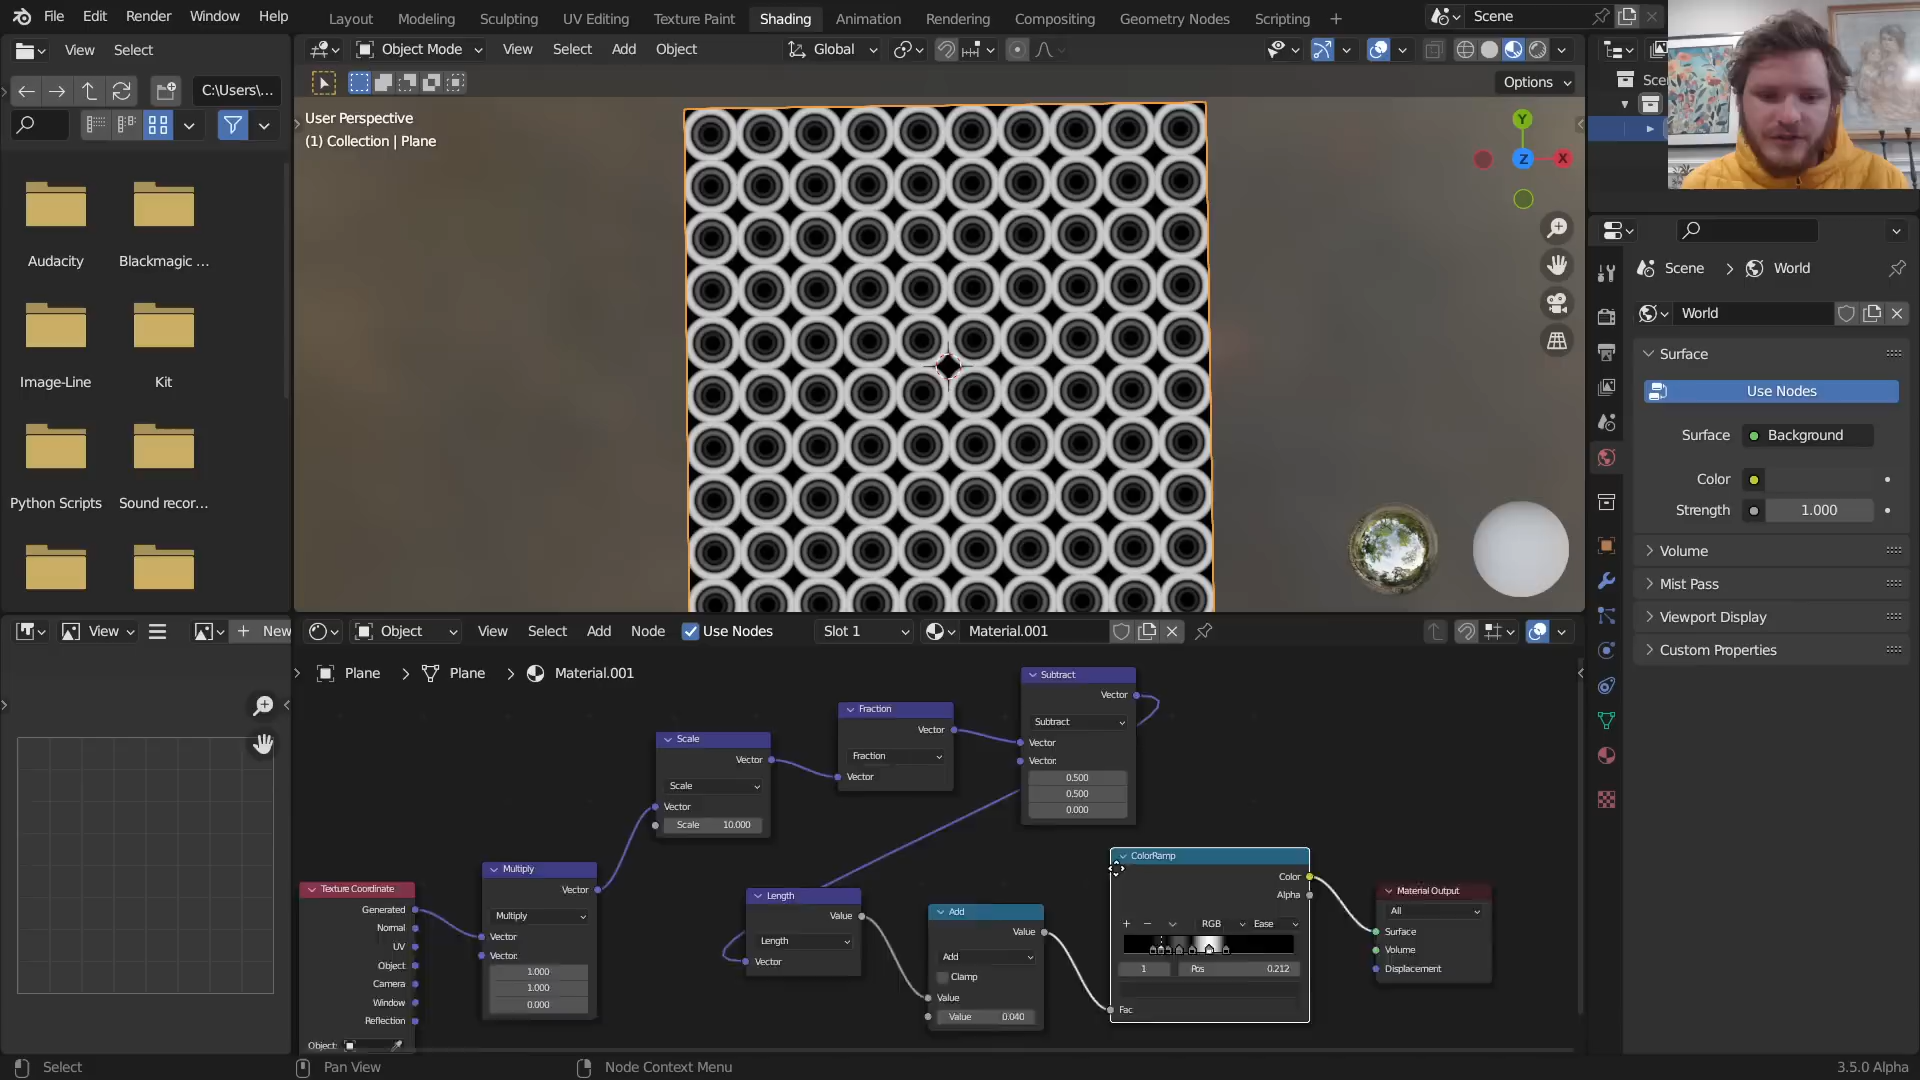 File Edit Render Window Help
Layout Modeling Sculpting UV Editing Texture Paint Shading Animation Rendering Compositing Geometry Nodes Scripting +
Scene
View Select
Object Mode View Select Add Object
Global
C:\Users\...
Options
User Perspective
(1) Collection | Plane
Y
Z
X
Audacity
Blackmagic ...
Image-Line
Kit
Python Scripts
Sound recor...
Scene > World
World
Surface
Use Nodes
Surface Background
Color
Strength 1.000
Volume
Mist Pass
Viewport Display
Custom Properties
View + New
Object View Select Add Node Use Nodes Slot 1 Material.001
Plane > Plane > Material.001
Texture Coordinate
Generated
Normal
UV
Object
Camera
Window
Reflection
Object:
Multiply
Vector
Multiply
Vector
Vector:
1.000
1.000
0.000
Scale
Vector
Scale
Vector
Scale 10.000
Fraction
Vector
Fraction
Vector
Subtract
Vector
Subtract
Vector
Vector:
0.500
0.500
0.000
Length
Value
Length
Vector
Add
Value
Add
Clamp
Value
Value 0.040
ColorRamp
Color
Alpha
+ − RGB Ease
1 Pos 0.212
Fac
Material Output
All
Surface
Volume
Displacement
Select
Pan View
Node Context Menu
3.5.0 Alpha